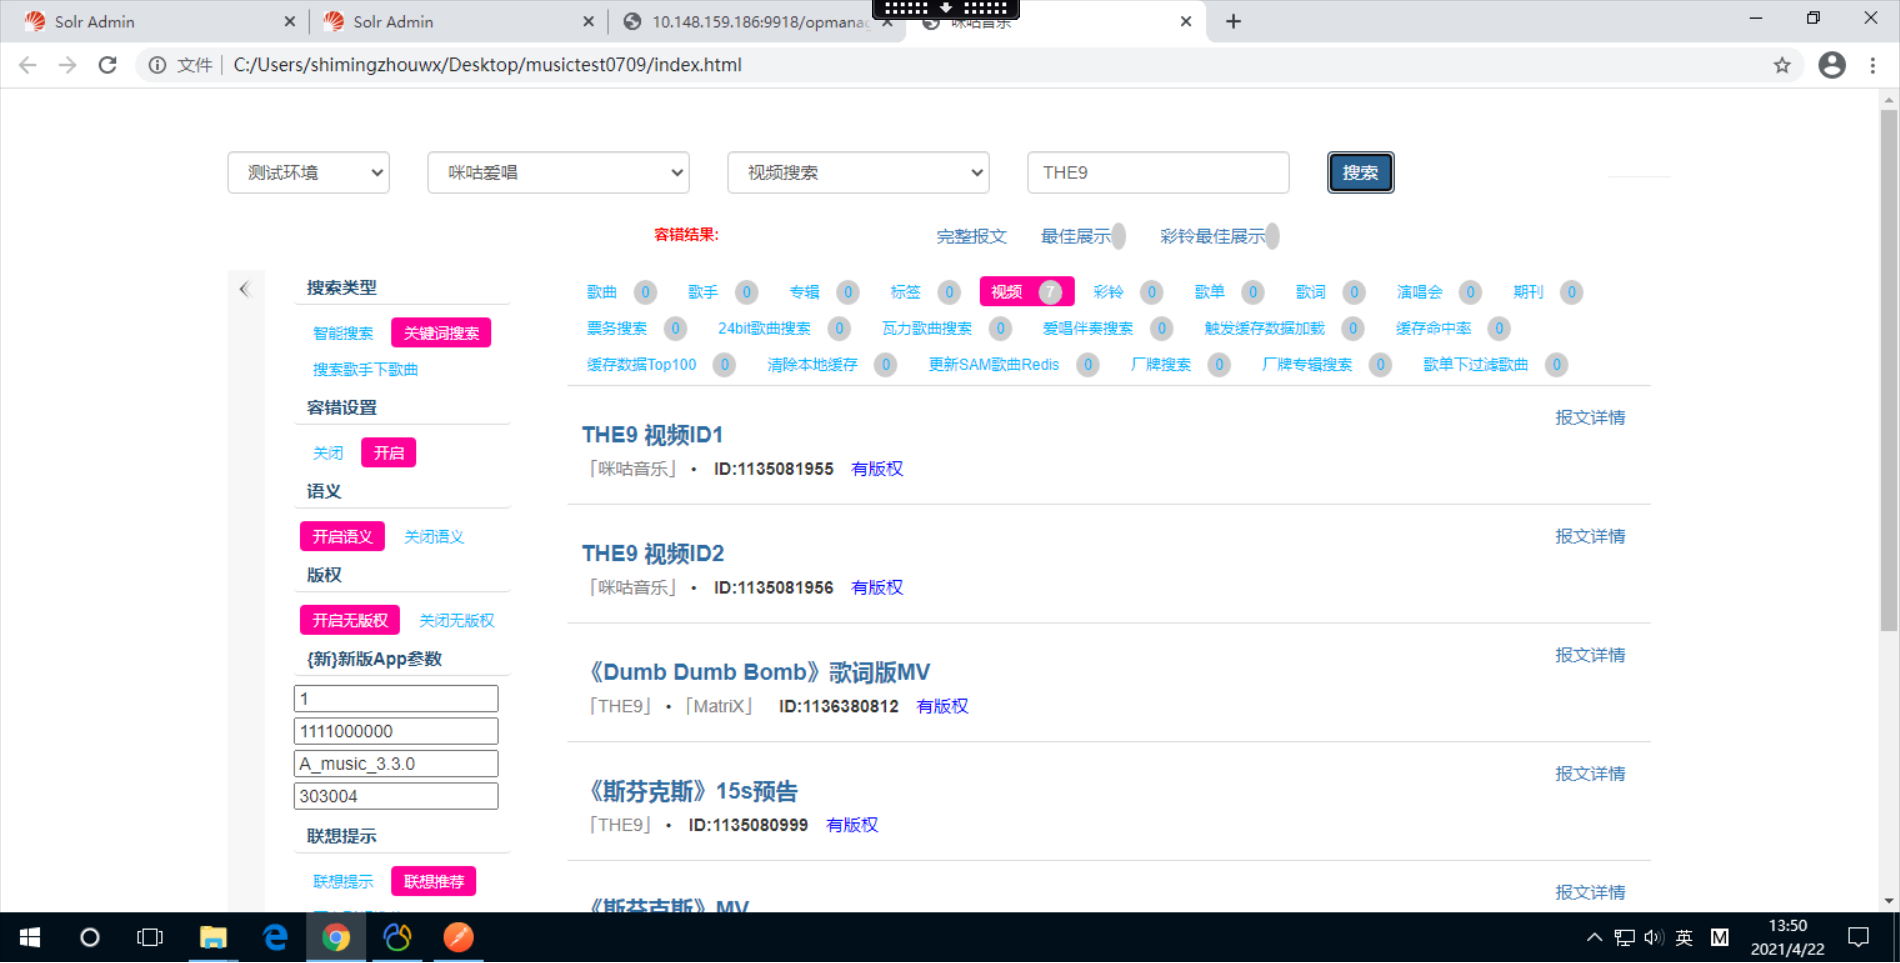 Solr Admin
Solr Admin
10.148.159.186:9918/opmana
咪咕音乐
文件
C:/Users/shimingzhouwx/Desktop/musictest0709/index.html
测试环境
咪咕爱唱
视频搜索
THE9
搜索
容错结果:
完整报文
最佳展示
彩铃最佳展示
搜索类型
智能搜索 关键词搜索
搜索歌手下歌曲
容错设置
关闭 开启
语义
开启语义 关闭语义
版权
开启无版权 关闭无版权
{新}新版App参数
1
1111000000
A_music_3.3.0
303004
联想提示
联想提示 联想推荐
歌曲 0 歌手 0 专辑 0 标签 0 视频 7 彩铃 0 歌单 0 歌词 0 演唱会 0 期刊 0
票务搜索 0 24bit歌曲搜索 0 瓦力歌曲搜索 0 爱唱伴奏搜索 0 触发缓存数据加载 0 缓存命中率 0
缓存数据Top100 0 清除本地缓存 0 更新SAM歌曲Redis 0 厂牌搜索 0 厂牌专辑搜索 0 歌单下过滤歌曲 0
报文详情
THE9 视频ID1
「咪咕音乐」 • ID:1135081955 有版权
报文详情
THE9 视频ID2
「咪咕音乐」 • ID:1135081956 有版权
报文详情
《Dumb Dumb Bomb》歌词版MV
「THE9」 • 「MatriX」 ID:1136380812 有版权
报文详情
《斯芬克斯》15s预告
「THE9」 • ID:1135080999 有版权
报文详情
《斯芬克斯》MV
英
M
13:50
2021/4/22